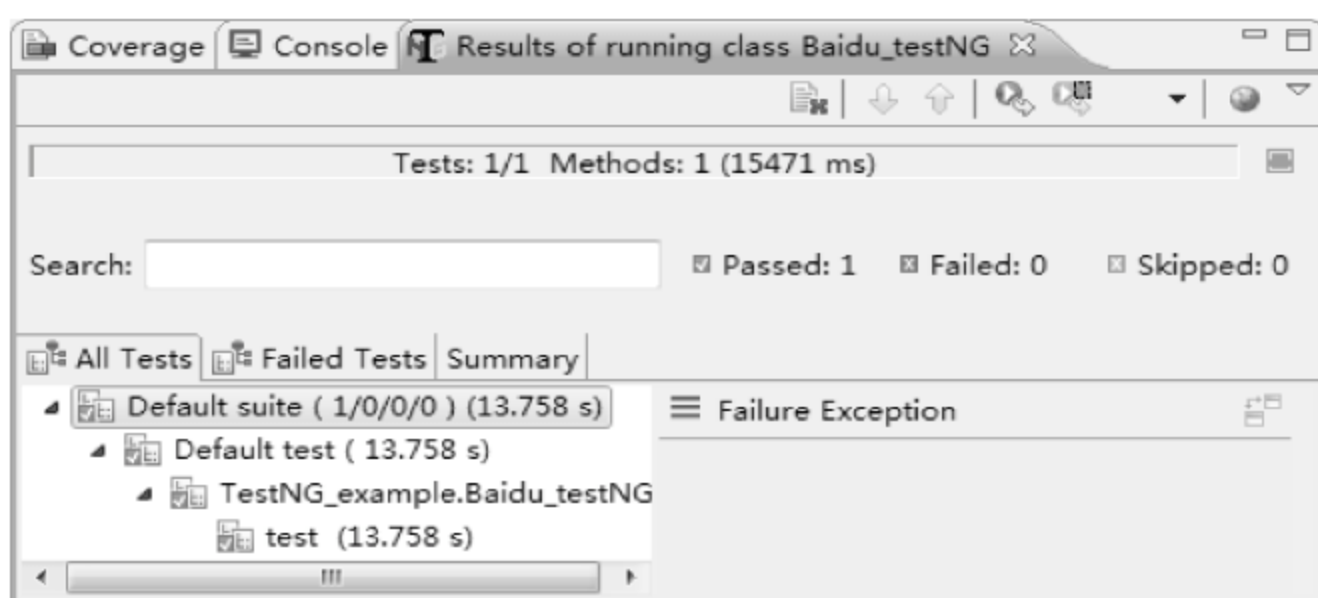 Coverage Console Results of running class Baidu_testNG
Tests: 1/1 Methods: 1 (15471 ms)
Search: Passed: 1 Failed: 0 Skipped: 0
All Tests Failed Tests Summary
Default suite ( 1/0/0/0 ) (13.758 s) Failure Exception
Default test ( 13.758 s)
TestNG_example.Baidu_testNG
test (13.758 s)